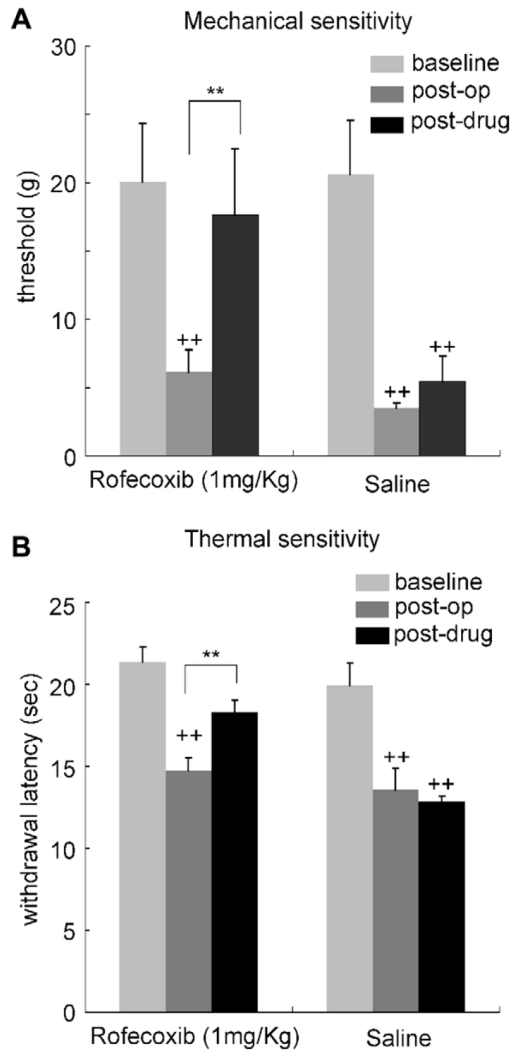 A
Mechanical sensitivity
30
20
10
0
threshold (g)
baseline
post-op
post-drug
**
++
++
++
Rofecoxib (1mg/Kg)
Saline
B
Thermal sensitivity
25
20
15
10
5
0
withdrawal latency (sec)
baseline
post-op
post-drug
**
++
++
++
Rofecoxib (1mg/Kg)
Saline